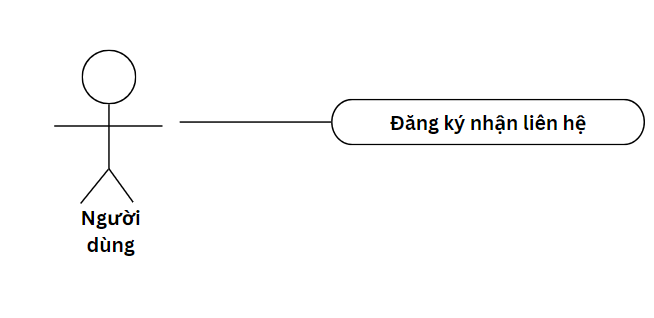 Đăng ký nhận liên hệ
Người
dùng